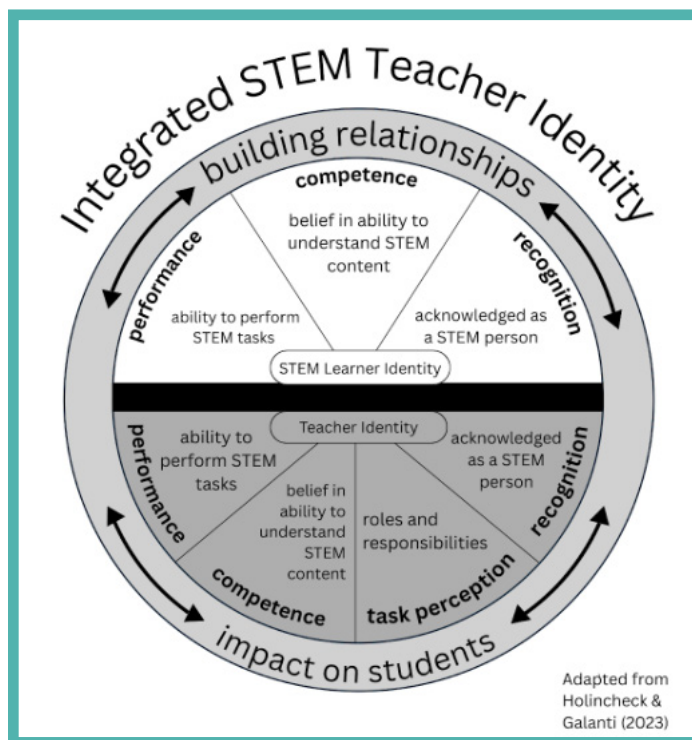 Integrated STEM Teacher Identity
building relationships
competence
belief in ability to
understand STEM
content
performance
ability to perform
STEM tasks
recognition
acknowledged as
a STEM person
STEM Learner Identity
Teacher Identity
performance
ability to
perform STEM
tasks
competence
belief in
ability to
understand
STEM
content
task perception
roles and
responsibilities
recognition
acknowledged
as a STEM
person
impact on students
Adapted from
Holincheck &
Galanti (2023)